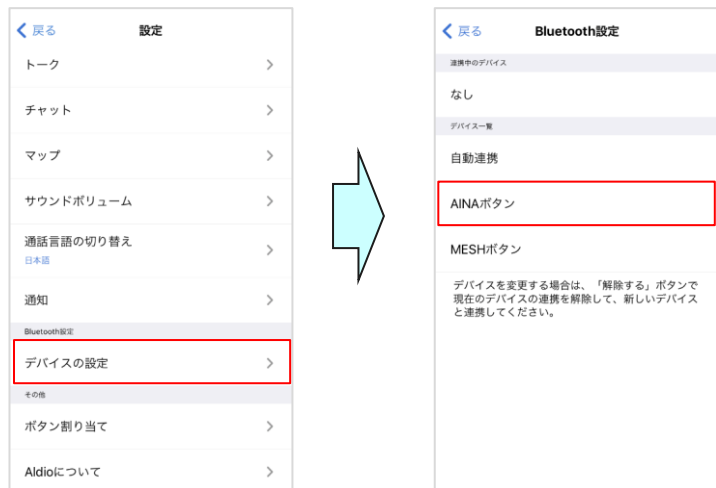 戻る
設定
トーク
チャット
マップ
サウンドボリューム
通話言語の切り替え
日本語
通知
Bluetooth設定
デバイスの設定
その他
ボタン割り当て
Aldioについて
戻る
Bluetooth設定
連携中のデバイス
なし
デバイス一覧
自動連携
AINAボタン
MESHボタン
デバイスを変更する場合は、「解除する」ボタンで
現在のデバイスの連携を解除して、新しいデバイス
と連携してください。